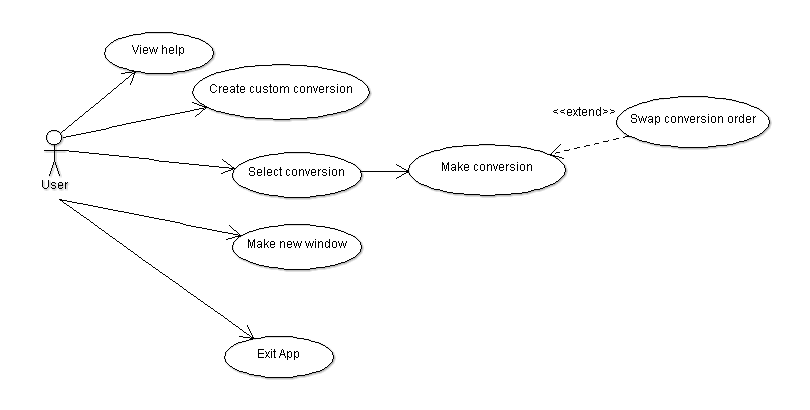 View help
Create custom conversion
<<extend>>
Swap conversion order
User
Select conversion
Make conversion
Make new window
Exit App